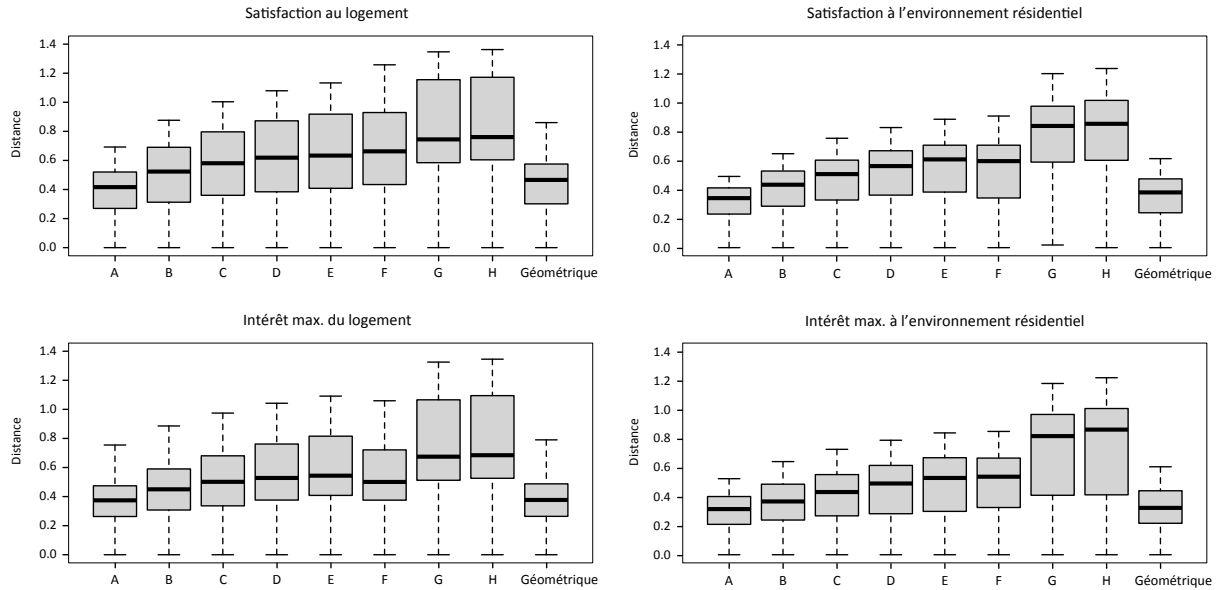 Satisfaction au logement
Distance
1.4
1.2
1.0
0.8
0.6
0.4
0.2
0.0
A B C D E F G H Géométrique
Satisfaction à l'environnement résidentiel
Distance
1.4
1.2
1.0
0.8
0.6
0.4
0.2
0.0
A B C D E F G H Géométrique
Intérêt max. du logement
Distance
1.4
1.2
1.0
0.8
0.6
0.4
0.2
0.0
A B C D E F G H Géométrique
Intérêt max. à l'environnement résidentiel
Distance
1.4
1.2
1.0
0.8
0.6
0.4
0.2
0.0
A B C D E F G H Géométrique